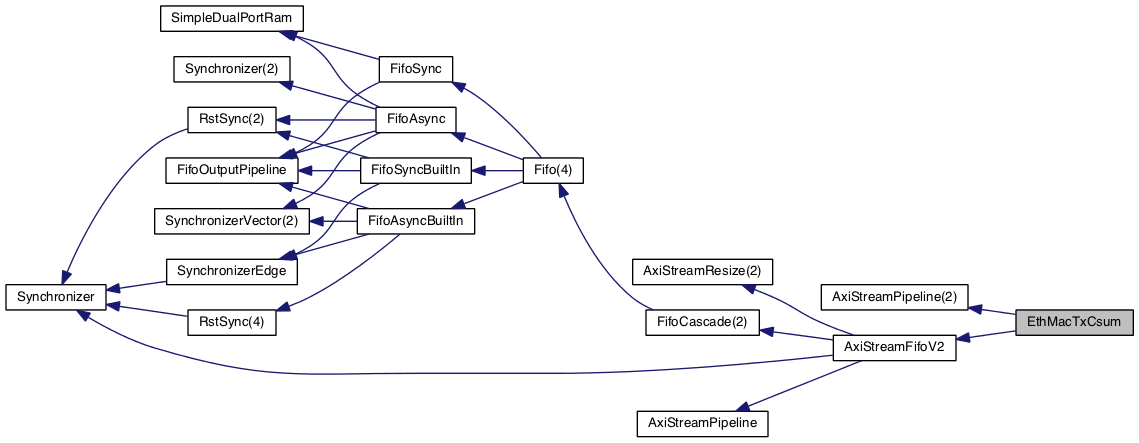 SimpleDualPortRam
Synchronizer(2)
FifoSync
RstSync(2)
FifoAsync
FifoOutputPipeline
FifoSyncBuiltIn
Fifo(4)
SynchronizerVector(2)
FifoAsyncBuiltIn
SynchronizerEdge
AxiStreamResize(2)
Synchronizer
AxiStreamPipeline(2)
RstSync(4)
FifoCascade(2)
EthMacTxCsum
AxiStreamFifoV2
AxiStreamPipeline